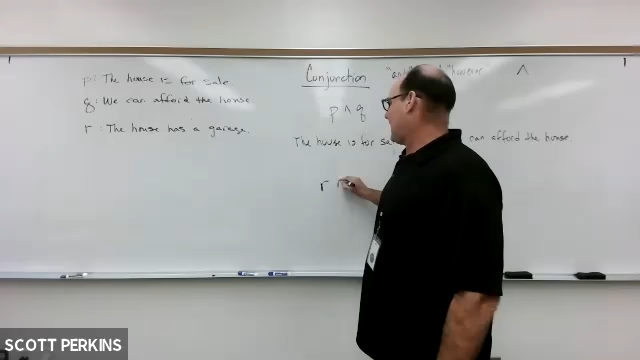 p: The house is for sale
q: We can afford the house
r: The house has a garage.
Conjunction "and" "however ∧
p ∧ q
The house is for sa can afford the house.
r
SCOTT PERKINS